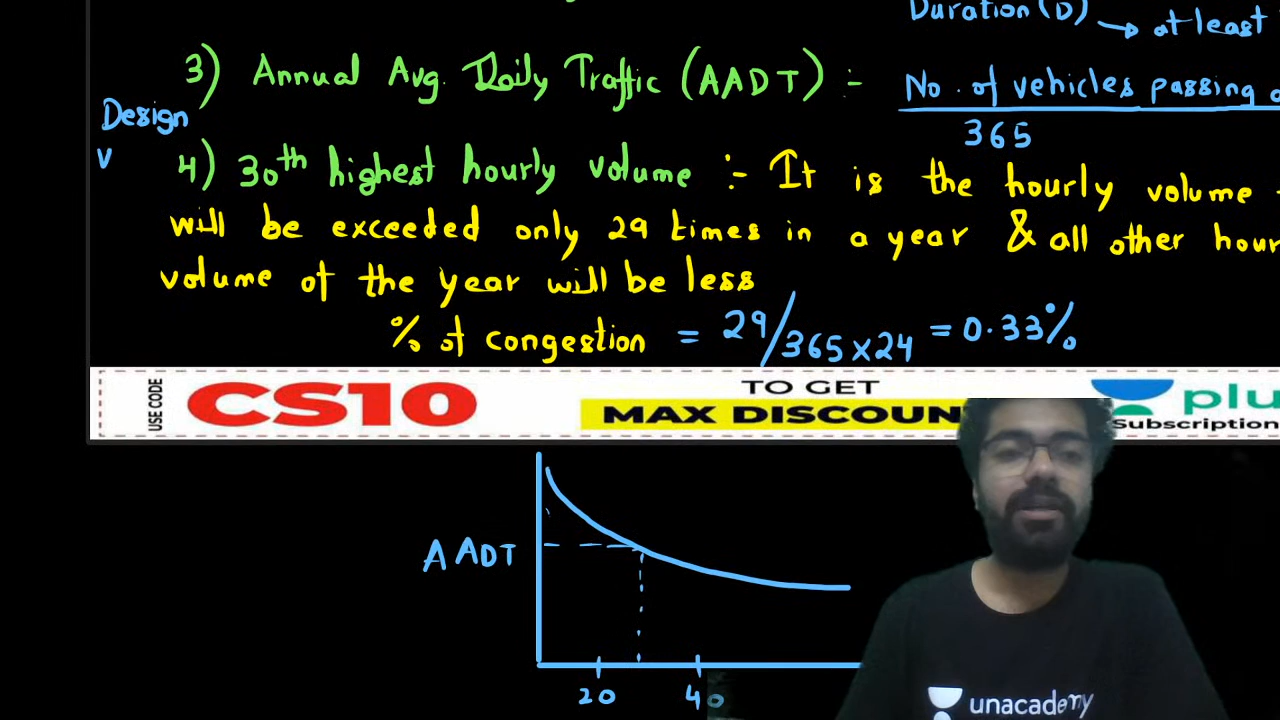 Duration (D) → at least
3) Annual Avg. Daily Traffic (AADT) :- No. of vehicles passing
365
Design
V
4) 30th highest hourly volume :- It is the hourly volume
will be exceeded only 29 times in a year & all other hour
volume of the year will be less
% of congestion = 29/365x24 = 0.33%
USE CODE
CS10
TO GET
MAX DISCOUN
plu
Subscription
AADT
20 40
unacademy